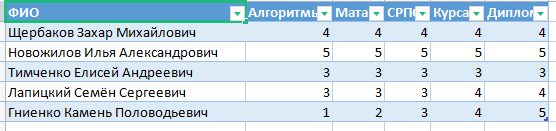 ФИО Алгоритмы Мата СРПО Курса Диплом
Щербаков Захар Михайлович 4 4 4 4 4
Новожилов Илья Александрович 5 5 5 5 5
Тимченко Елисей Андреевич 3 3 3 3 3
Лапицкий Семён Сергеевич 3 3 3 4 4
Гниенко Камень Половодьевич 1 2 3 4 5